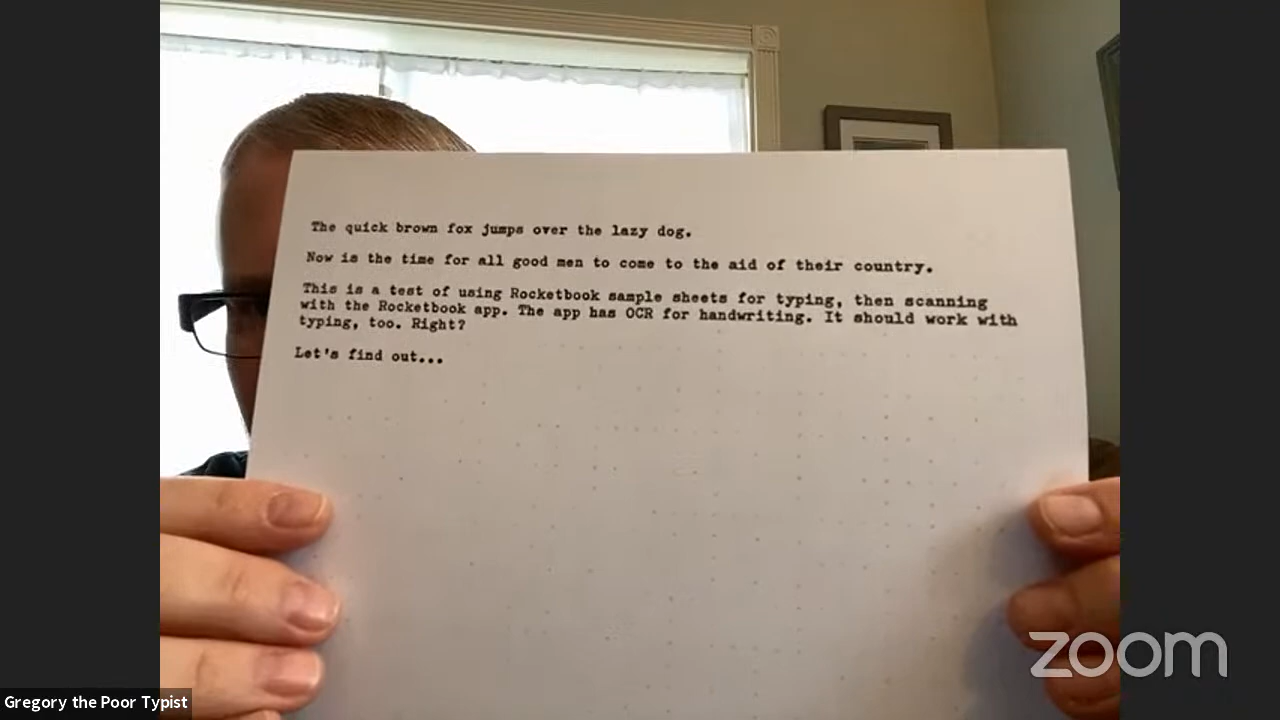 The quick brown fox jumps over the lazy dog.
Now is the time for all good men to come to the aid of their country.
This is a test of using Rocketbook sample sheets for typing, then scanning
with the Rocketbook app. The app has OCR for handwriting. It should work with
typing, too. Right?
Let's find out...
zoom
Gregory the Poor Typist